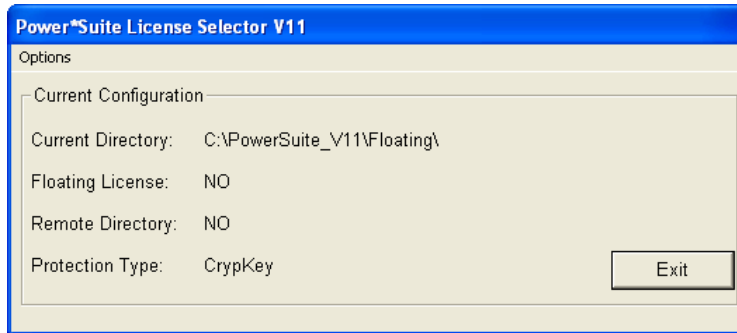 Power*Suite License Selector V11
Options
Current Configuration
Current Directory: C:\PowerSuite_V11\Floating\
Floating License: NO
Remote Directory: NO
Protection Type: CrypKey
Exit